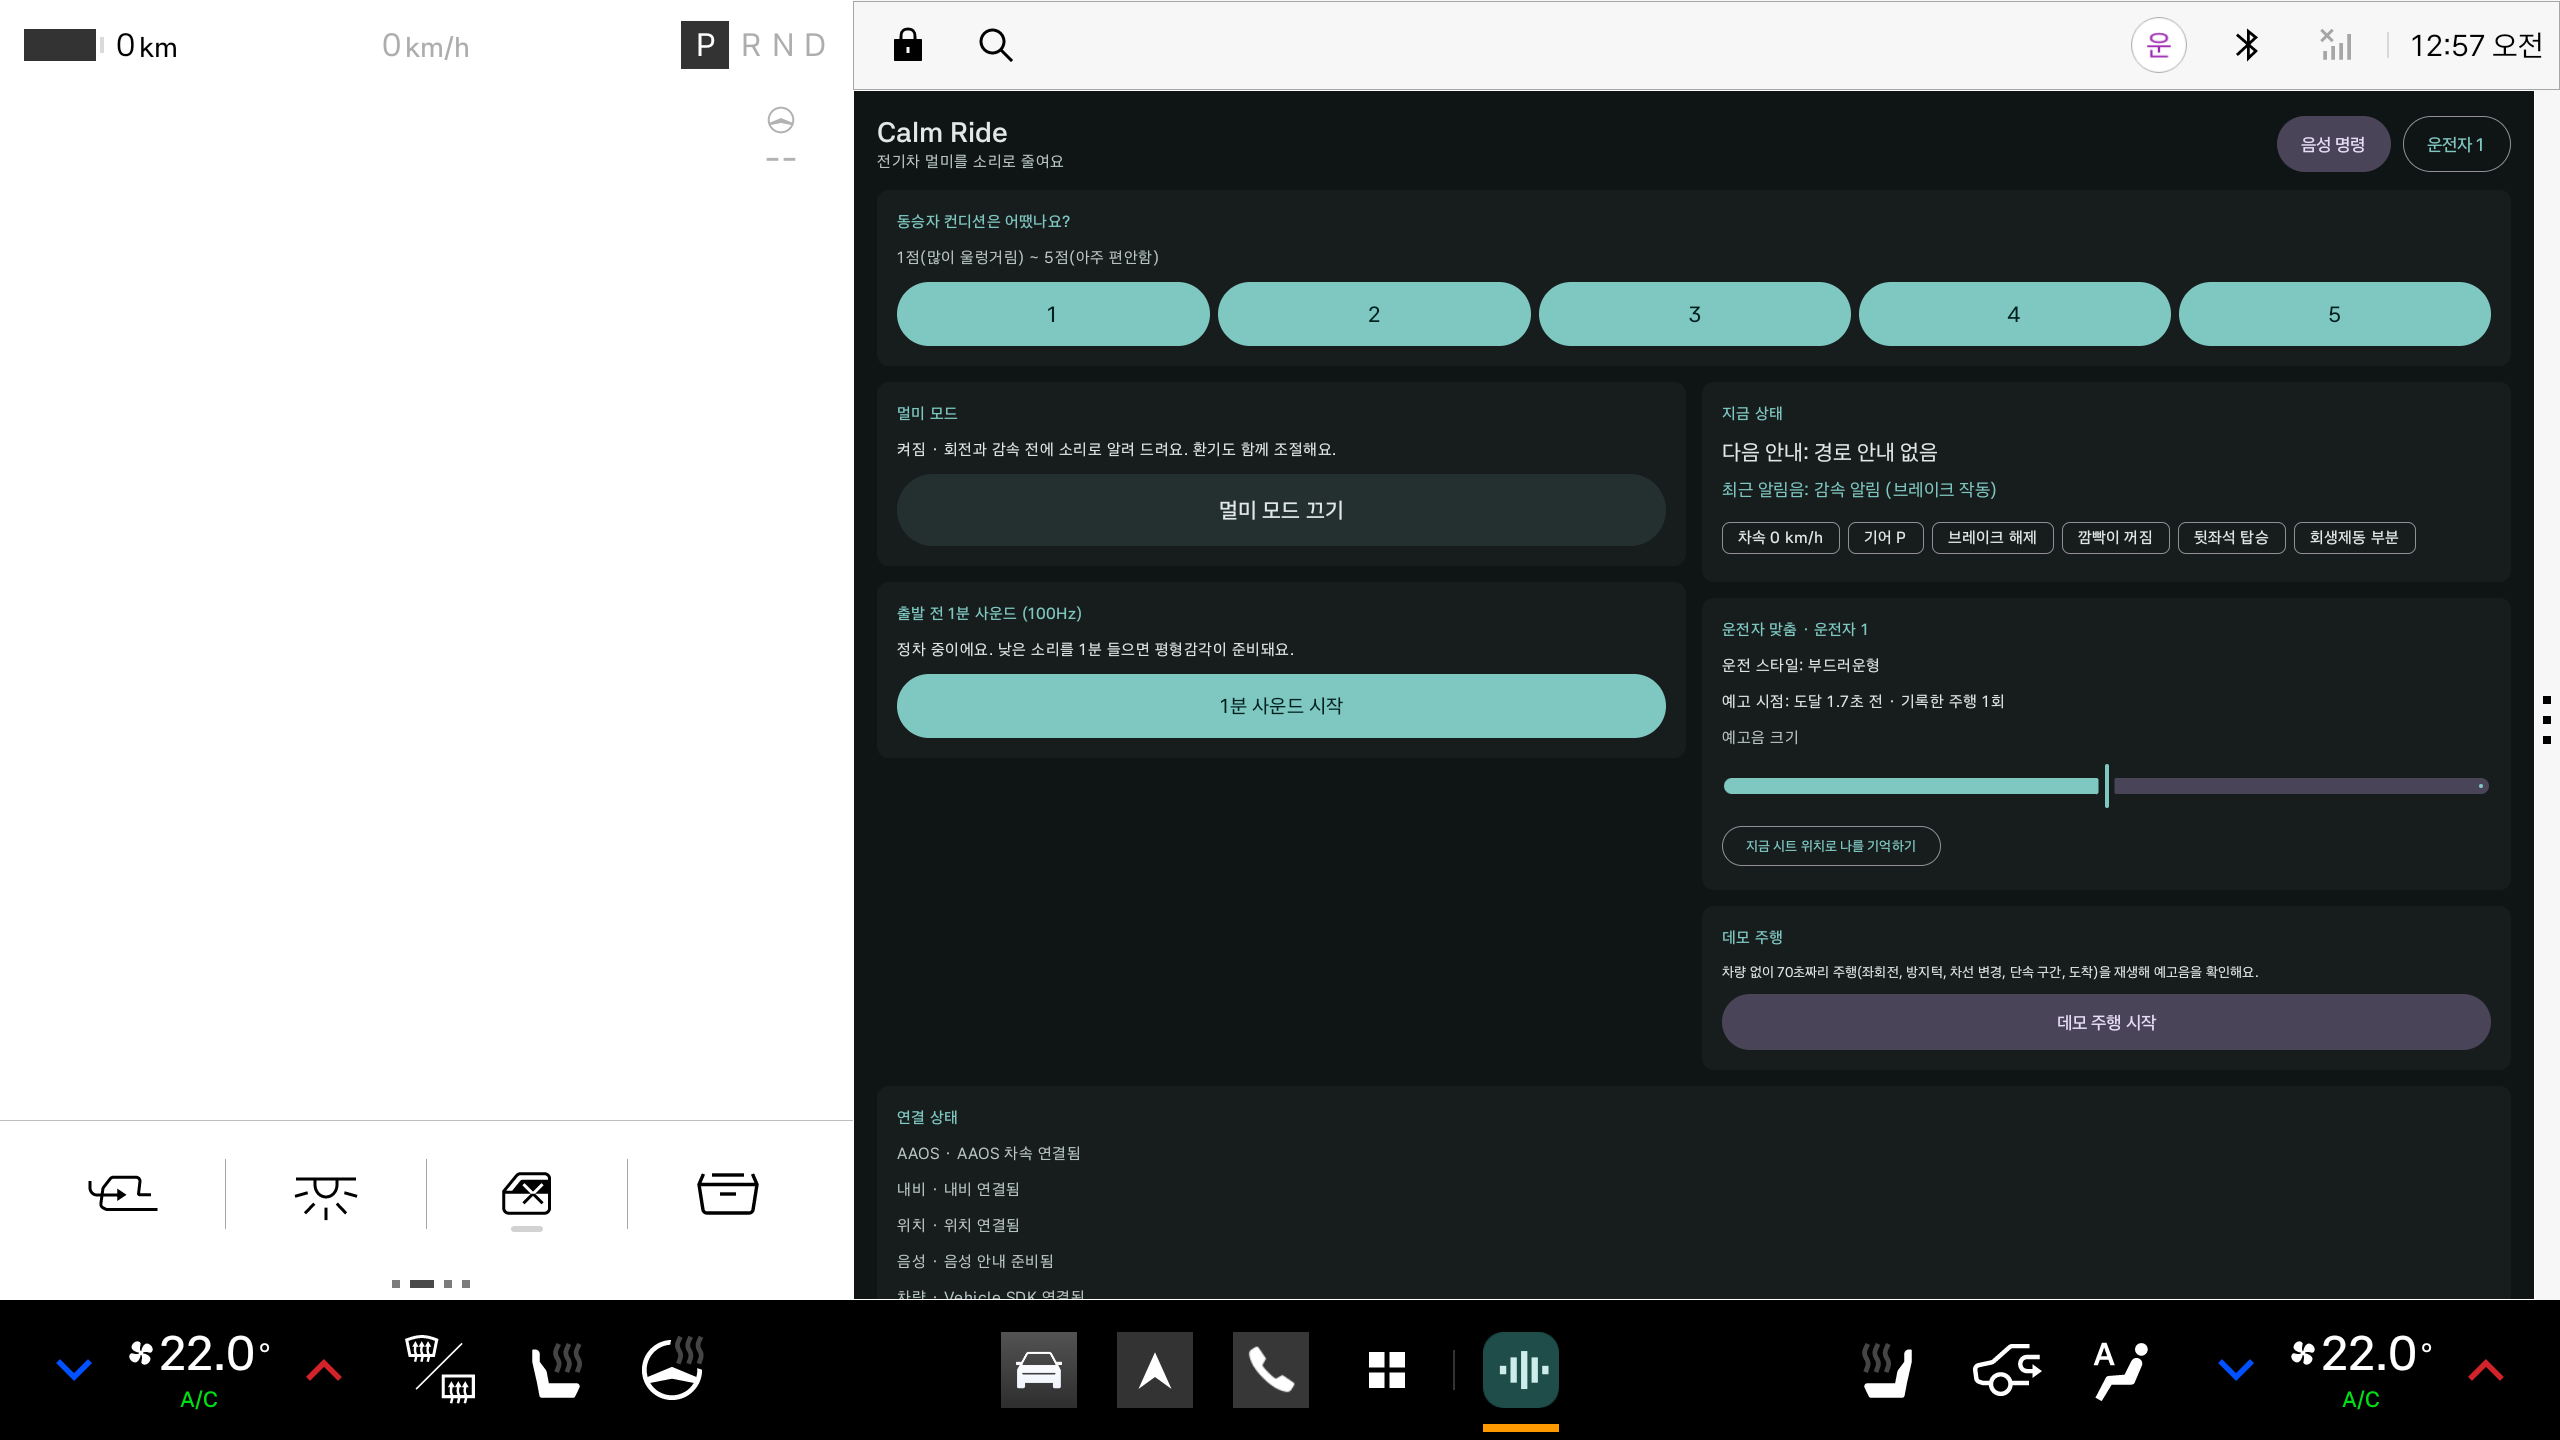 0 km
0 km/h
P R N D
운
12:57 오전
Calm Ride
전기차 멀미를 소리로 줄여요
음성 명령
운전자 1
동승자 컨디션은 어땠나요?
1점(많이 울렁거림) ~ 5점(아주 편안함)
1
2
3
4
5
멀미 모드
켜짐 · 회전과 감속 전에 소리로 알려 드려요. 환기도 함께 조절해요.
멀미 모드 끄기
출발 전 1분 사운드 (100Hz)
정차 중이에요. 낮은 소리를 1분 들으면 평형감각이 준비돼요.
1분 사운드 시작
지금 상태
다음 안내: 경로 안내 없음
최근 알림음: 감속 알림 (브레이크 작동)
차속 0 km/h
기어 P
브레이크 해제
깜빡이 꺼짐
뒷좌석 탑승
회생제동 부분
운전자 맞춤 · 운전자 1
운전 스타일: 부드러운형
예고 시점: 도달 1.7초 전 · 기록한 주행 1회
예고음 크기
지금 시트 위치로 나를 기억하기
데모 주행
차량 없이 70초짜리 주행(좌회전, 방지턱, 차선 변경, 단속 구간, 도착)을 재생해 예고음을 확인해요.
데모 주행 시작
연결 상태
AAOS · AAOS 차속 연결됨
내비 · 내비 연결됨
위치 · 위치 연결됨
음성 · 음성 안내 준비됨
차량 · Vehicle SDK 연결됨
22.0°
A/C
A
22.0°
A/C